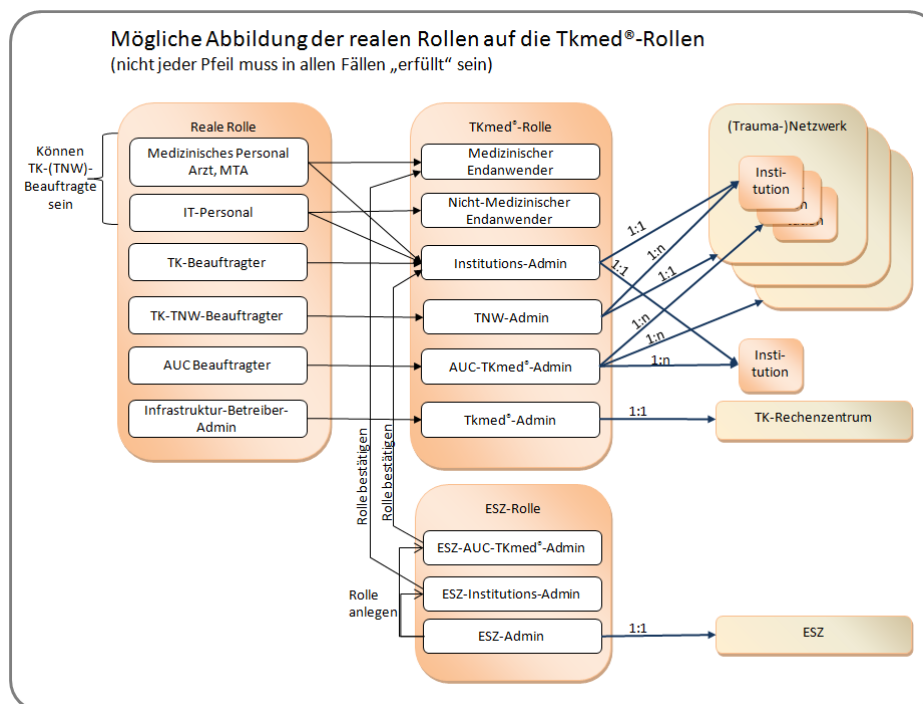 Mögliche Abbildung der realen Rollen auf die Tkmed®-Rollen
(nicht jeder Pfeil muss in allen Fällen „erfüllt“ sein)
Können
TK-(TNW)-
Beauftragte
sein
Reale Rolle
Medizinisches Personal
Arzt, MTA
IT-Personal
TK-Beauftragter
TK-TNW-Beauftragter
AUC Beauftragter
Infrastruktur-Betreiber-
Admin
TKmed®-Rolle
Medizinischer
Endanwender
Nicht-Medizinischer
Endanwender
Institutions-Admin
TNW-Admin
AUC-TKmed®-Admin
Tkmed®-Admin
Rolle bestätigen
Rolle bestätigen
1:1
1:1
1:n
1:1
1:n
1:n
1:n
1:1
(Trauma-)Netzwerk
Insti-
tution
tution
Insti-
tution
TK-Rechenzentrum
ESZ-Rolle
ESZ-AUC-TKmed®-Admin
ESZ-Institutions-Admin
ESZ-Admin
Rolle
anlegen
1:1
ESZ